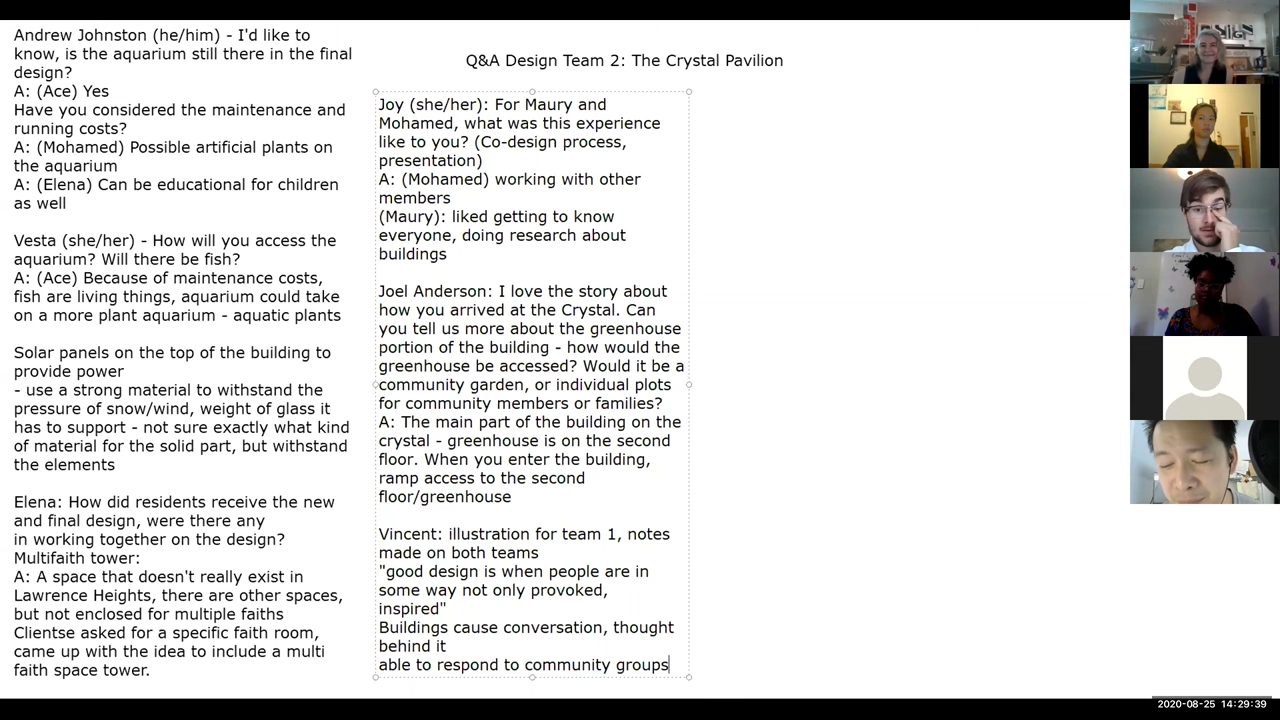 Andrew Johnston (he/him) - I'd like to
know, is the aquarium still there in the final
design?
A: (Ace) Yes
Have you considered the maintenance and
running costs?
A: (Mohamed) Possible artificial plants on
the aquarium
A: (Elena) Can be educational for children
as well
Vesta (she/her) - How will you access the
aquarium? Will there be fish?
A: (Ace) Because of maintenance costs,
fish are living things, aquarium could take
on a more plant aquarium - aquatic plants
Solar panels on the top of the building to
provide power
- use a strong material to withstand the
pressure of snow/wind, weight of glass it
has to support - not sure exactly what kind
of material for the solid part, but withstand
the elements
Elena: How did residents receive the new
and final design, were there any
in working together on the design?
Multifaith tower:
A: A space that doesn't really exist in
Lawrence Heights, there are other spaces,
but not enclosed for multiple faiths
Clientse asked for a specific faith room,
came up with the idea to include a multi
faith space tower.
Q&A Design Team 2: The Crystal Pavilion
Joy (she/her): For Maury and
Mohamed, what was this experience
like to you? (Co-design process,
presentation)
A: (Mohamed) working with other
members
(Maury): liked getting to know
everyone, doing research about
buildings
Joel Anderson: I love the story about
how you arrived at the Crystal. Can
you tell us more about the greenhouse
portion of the building - how would the
greenhouse be accessed? Would it be a
community garden, or individual plots
for community members or families?
A: The main part of the building on the
crystal - greenhouse is on the second
floor. When you enter the building,
ramp access to the second
floor/greenhouse
Vincent: illustration for team 1, notes
made on both teams
"good design is when people are in
some way not only provoked,
inspired"
Buildings cause conversation, thought
behind it
able to respond to community groups
2020-08-25 14:29:39